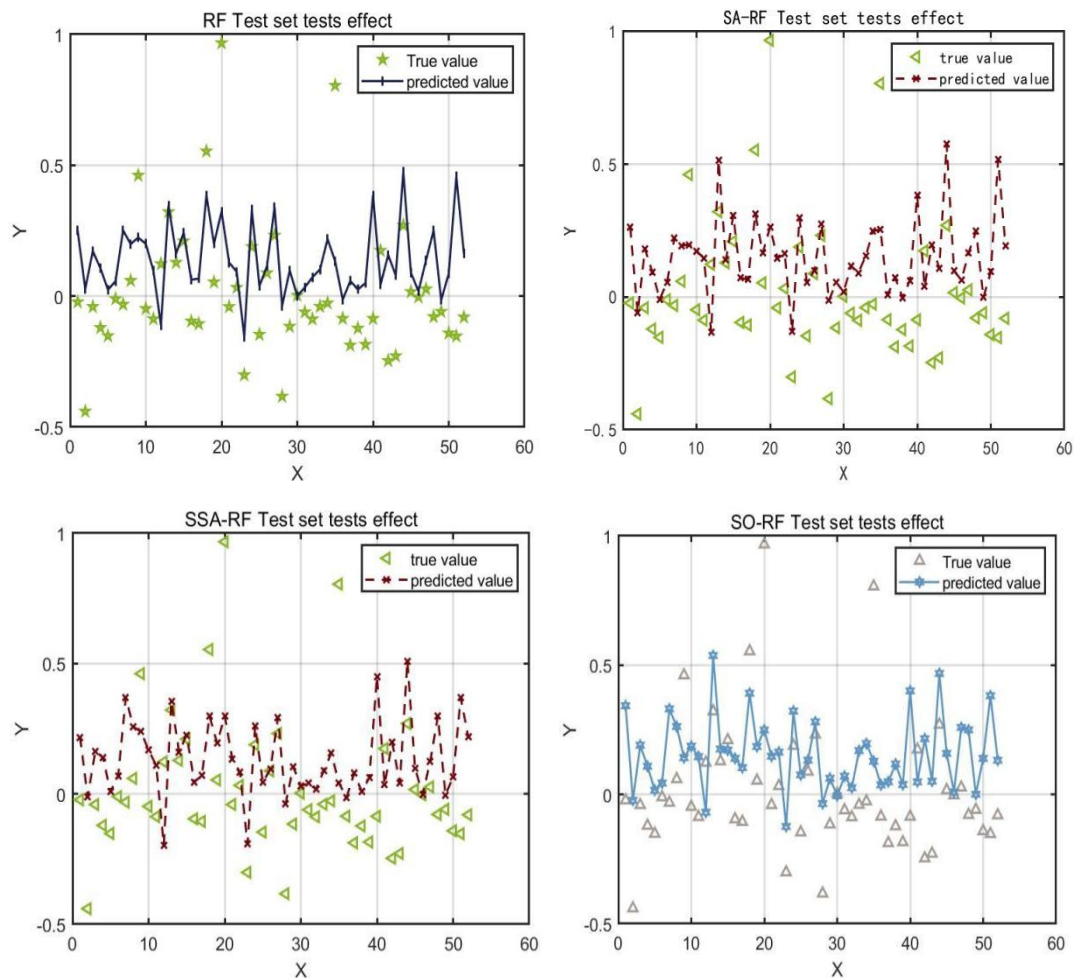 RF Test set tests effect
True value
predicted value
1
0.5
0
-0.5
Y
0 10 20 30 40 50 60
X
SA-RF Test set tests effect
true value
predicted value
1
0.5
0
-0.5
Y
0 10 20 30 40 50 60
X
SSA-RF Test set tests effect
true value
predicted value
1
0.5
0
-0.5
Y
0 10 20 30 40 50 60
X
SO-RF Test set tests effect
True value
predicted value
1
0.5
0
-0.5
Y
0 10 20 30 40 50 60
X